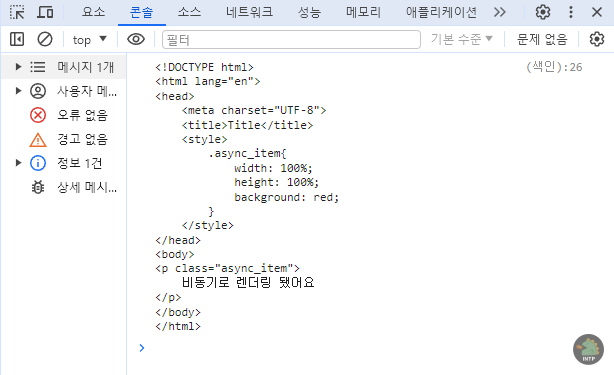 요소 콘솔 소스 네트워크 성능 메모리 애플리케이션
top 필터 기본 수준 문제 없음
메시지 1개
사용자 메...
오류 없음
경고 없음
정보 1건
상세 메시...
<!DOCTYPE html> (색인):26
<html lang="en">
<head>
<meta charset="UTF-8">
<title>Title</title>
<style>
.async_item{
width: 100%;
height: 100%;
background: red;
}
</style>
</head>
<body>
<p class="async_item">
비동기로 렌더링 됐어요
</p>
</body>
</html>
INTP